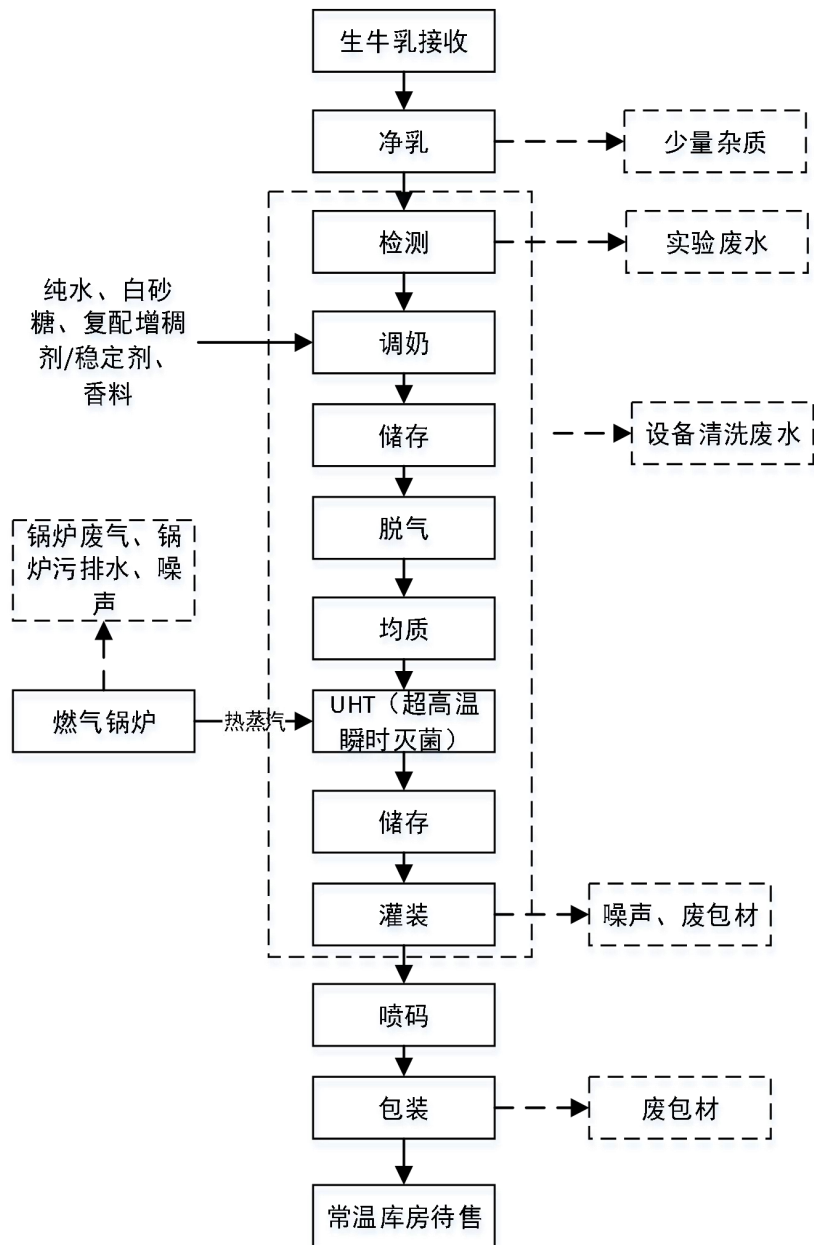 生牛乳接收
净乳
少量杂质
检测
实验废水
纯水、白砂
糖、复配增稠
剂/稳定剂、
香料
调奶
储存
设备清洗废水
脱气
锅炉废气、锅
炉污排水、噪
声
均质
燃气锅炉
热蒸汽
UHT（超高温
瞬时灭菌）
储存
灌装
噪声、废包材
喷码
包装
废包材
常温库房待售